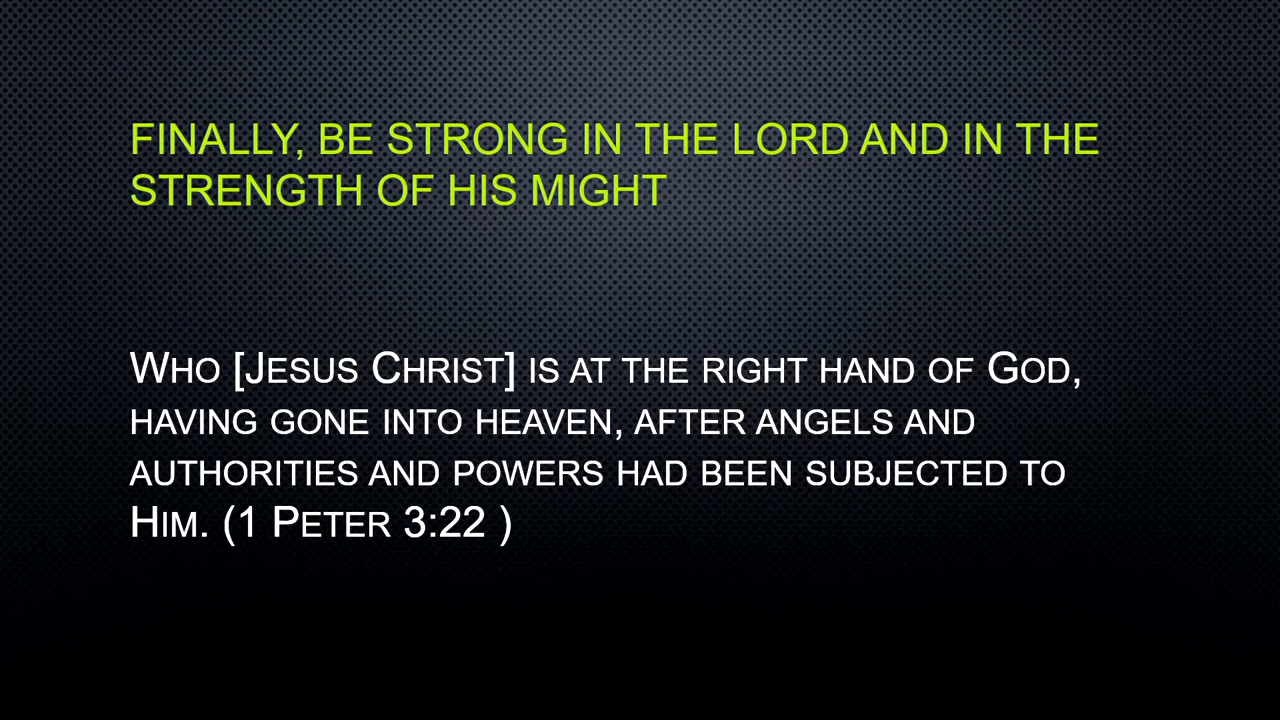 FINALLY, BE STRONG IN THE LORD AND IN THE
STRENGTH OF HIS MIGHT
Who [Jesus Christ] is at the right hand of God,
having gone into heaven, after angels and
authorities and powers had been subjected to
Him. (1 Peter 3:22 )